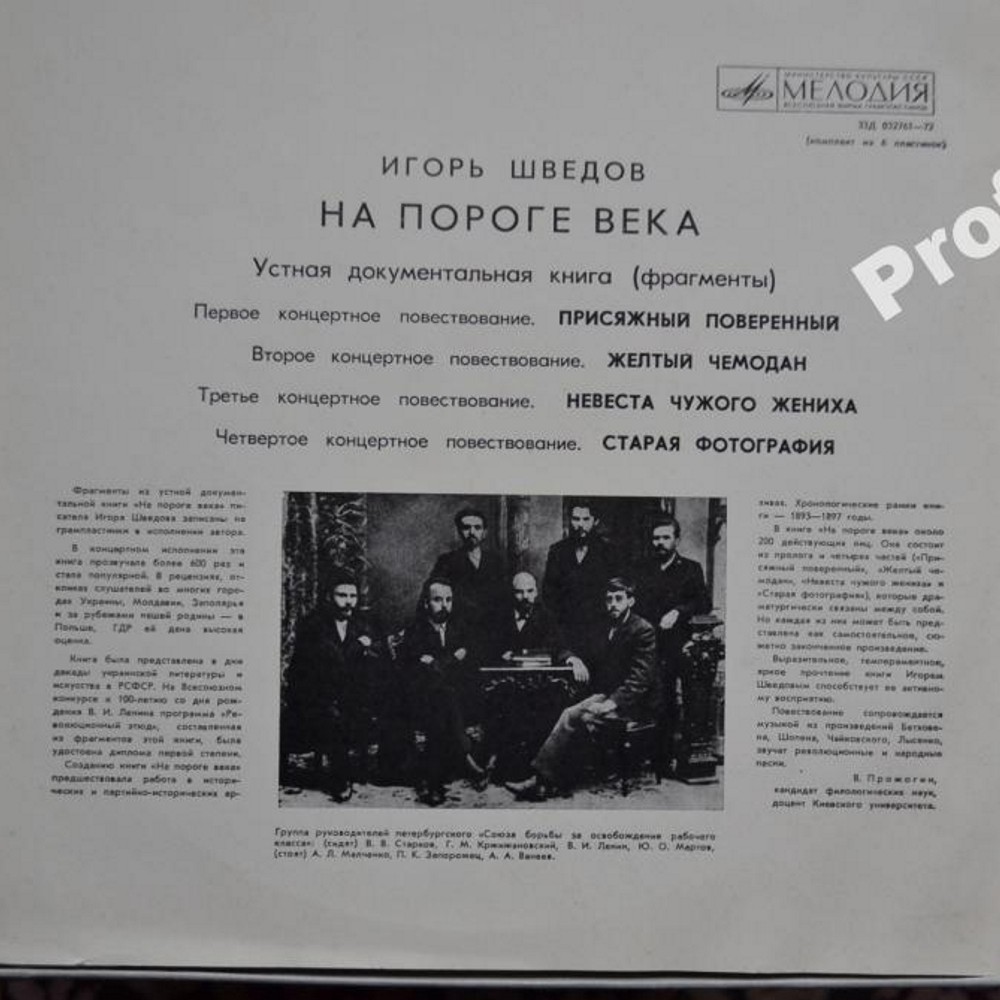 МИНИСТЕРСТВО КУЛЬТУРЫ СССР
МЕЛОДИЯ
ВСЕСОЮЗНАЯ ФИРМА ГРАМПЛАСТИНОК
33Д 032761—72
(комплект из 6 пластинок)
ИГОРЬ ШВЕДОВ
НА ПОРОГЕ ВЕКА
Устная документальная книга (фрагменты)
Первое концертное повествование. ПРИСЯЖНЫЙ ПОВЕРЕННЫЙ
Второе концертное повествование. ЖЕЛТЫЙ ЧЕМОДАН
Третье концертное повествование. НЕВЕСТА ЧУЖОГО ЖЕНИХА
Четвертое концертное повествование. СТАРАЯ ФОТОГРАФИЯ
Prof
Фрагменты из устной докумен-
тальной книги «На пороге века» пи-
сателя Игоря Шведова записаны на
грампластинки в исполнении автора.
В концертном исполнении эта
книга прозвучала более 600 раз и
стала популярной. В рецензиях, от-
кликах слушателей во многих горо-
дах Украины, Молдавии, Заполярья
и за рубежами нашей родины — в
Польше, ГДР ей дана высокая
оценка.
Книга была представлена в дни
декады украинской литературы и
искусства в РСФСР. На Всесоюзном
конкурсе к 100-летию со дня рож-
дения В. И. Ленина программа «Ре-
волюционный этюд», составленная
из фрагментов этой книги, была
удостоена диплома первой степени.
Созданию книги «На пороге века»
предшествовала работа в истори-
ческих и партийно-исторических ар-
хивах. Хронологические рамки кни-
ги — 1893—1897 годы.
В книге «На пороге века» около
200 действующих лиц. Она состоит
из пролога и четырех частей («При-
сяжный поверенный», «Желтый че-
модан», «Невеста чужого жениха» и
«Старая фотография»), которые дра-
матургически связаны между собой.
Но каждая из них может быть пред-
ставлена как самостоятельное, сю-
жетно законченное произведение.
Выразительное, темпераментное,
яркое прочтение книги Игорем
Шведовым способствует ее активно-
му восприятию.
Повествование сопровождается
музыкой из произведений Бетхове-
на, Шопена, Чайковского, Лысенко,
звучат революционные и народные
песни.
В. Прожогин,
кандидат филологических наук,
доцент Киевского университета.
Группа руководителей петербургского «Союза борьбы за освобождение рабочего
класса»: (сидят) В. В. Старков, Г. М. Кржижановский, В. И. Ленин, Ю. О. Мартов,
(стоят) А. Л. Малченко, П. К. Запорожец, А. А. Ванеев.